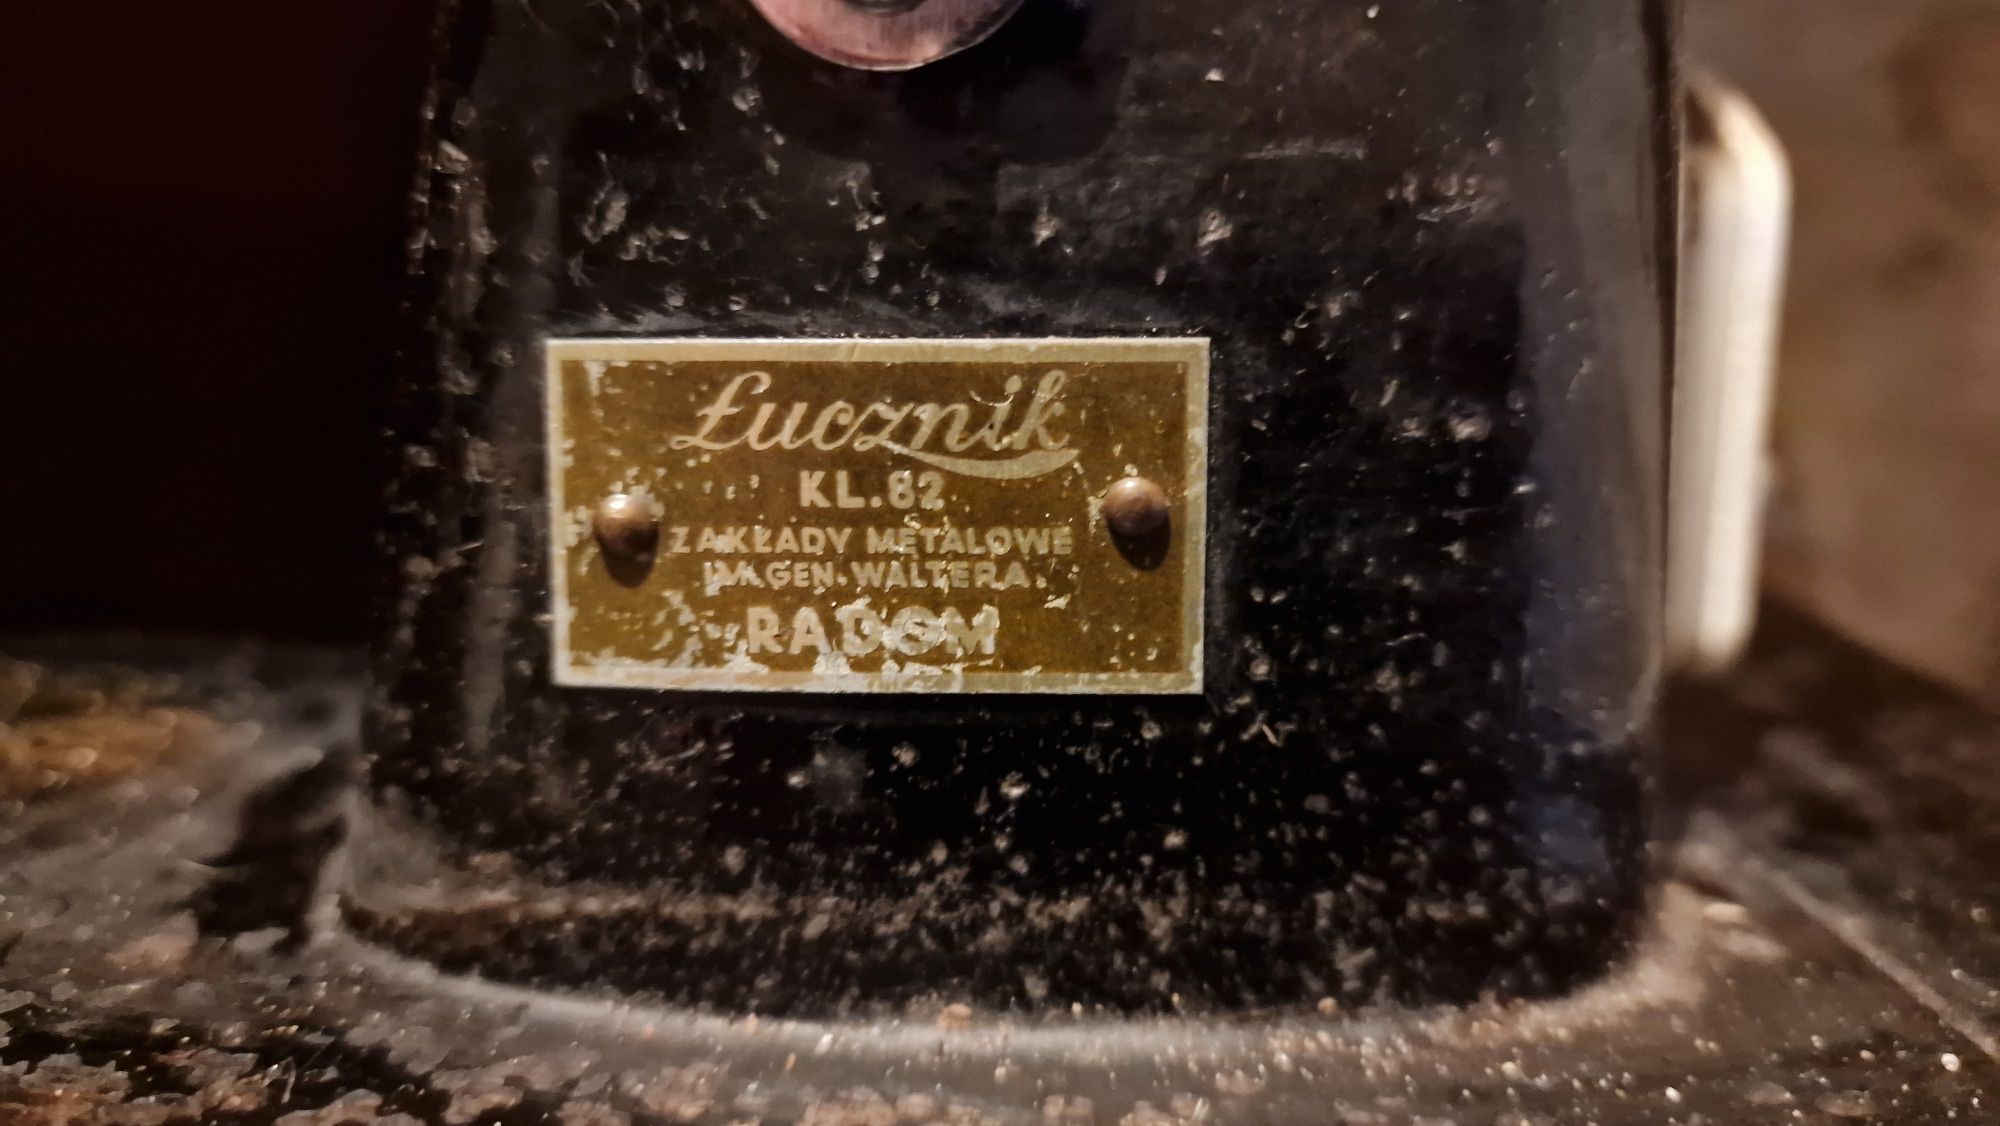 Łucznik
KL.82
ZAKŁADY METALOWE
IM.GEN.WALTERA.
RADOM